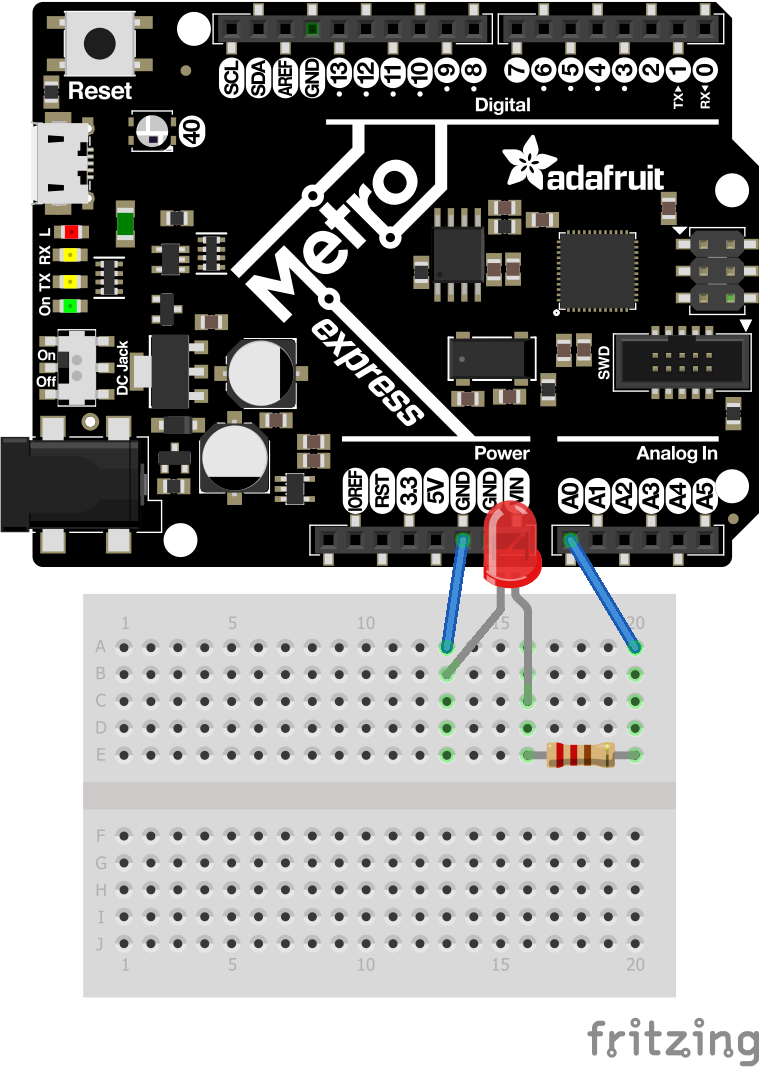 SCL SDA AREF GND 13 12 11 10 9 8 7 6 5 4 3 2 1 0
TX RX
Reset
Digital
40
adafruit
Metro
express
L
RX
TX
On
On
Off
DC Jack
SWD
Power
Analog In
IOREF RST 3.3 5V GND GND VIN A0 A1 A2 A3 A4 A5
1 5 10 15 20
A
B
C
D
E
F
G
H
I
J
1 5 10 15 20
fritzing